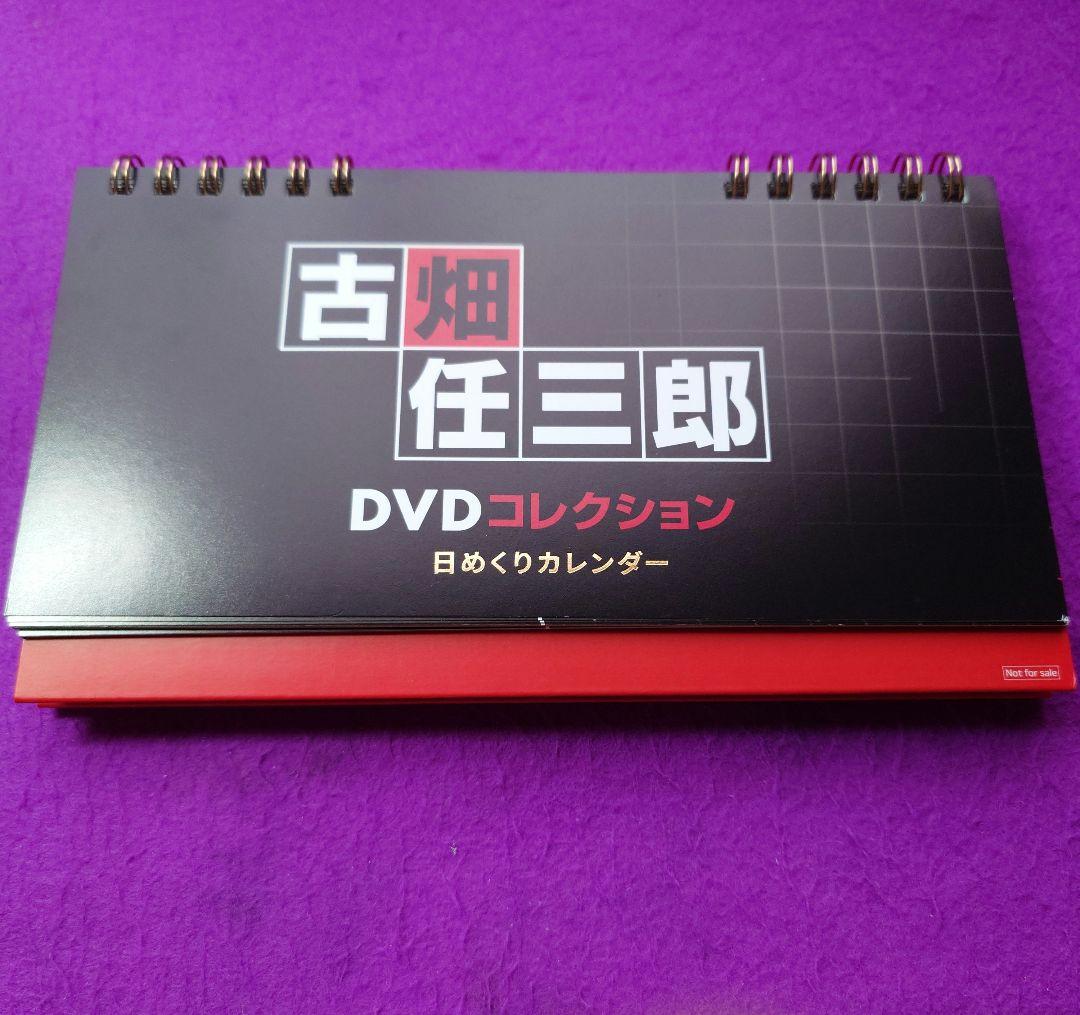 古畑
任三郎
DVDコレクション
日めくりカレンダー
Not for sale